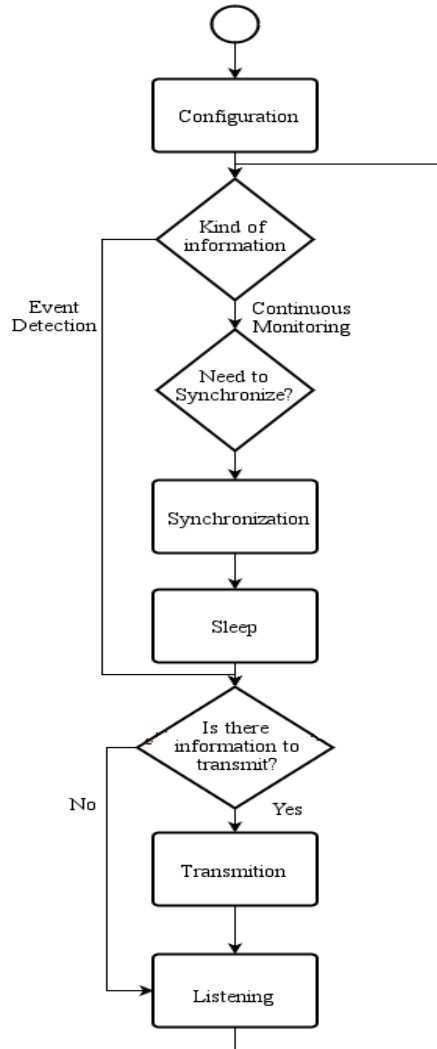 Configuration
Kind of
information
Event
Detection
Continuous
Monitoring
Need to
Synchronize?
Synchronization
Sleep
Is there
information to
transmit?
No
Yes
Transmition
Listening